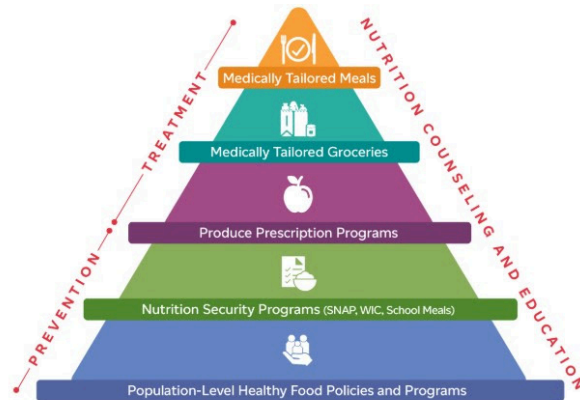 Medically Tailored Meals
Medically Tailored Groceries
Produce Prescription Programs
Nutrition Security Programs (SNAP, WIC, School Meals)
Population-Level Healthy Food Policies and Programs
TREATMENT
PREVENTION
NUTRITION COUNSELING AND EDUCATION